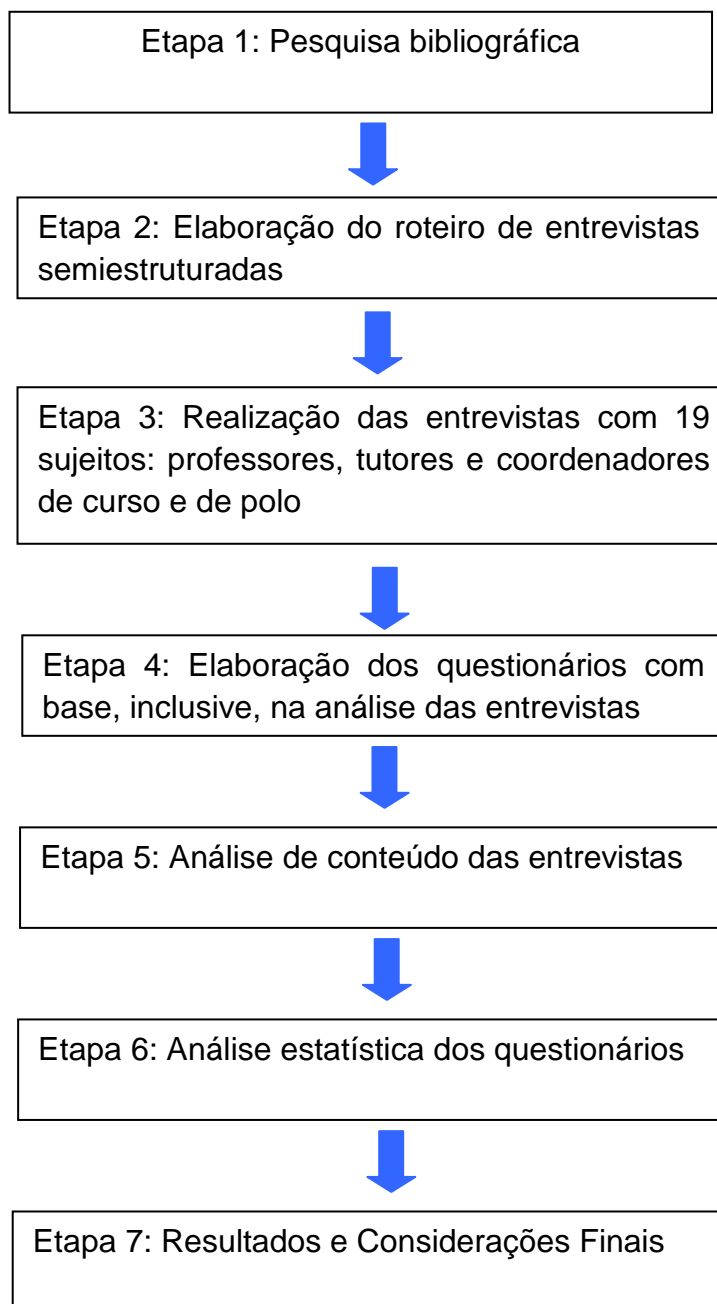 Etapa 1: Pesquisa bibliográfica
Etapa 2: Elaboração do roteiro de entrevistas
semiestruturadas
Etapa 3: Realização das entrevistas com 19
sujeitos: professores, tutores e coordenadores
de curso e de polo
Etapa 4: Elaboração dos questionários com
base, inclusive, na análise das entrevistas
Etapa 5: Análise de conteúdo das entrevistas
Etapa 6: Análise estatística dos questionários
Etapa 7: Resultados e Considerações Finais